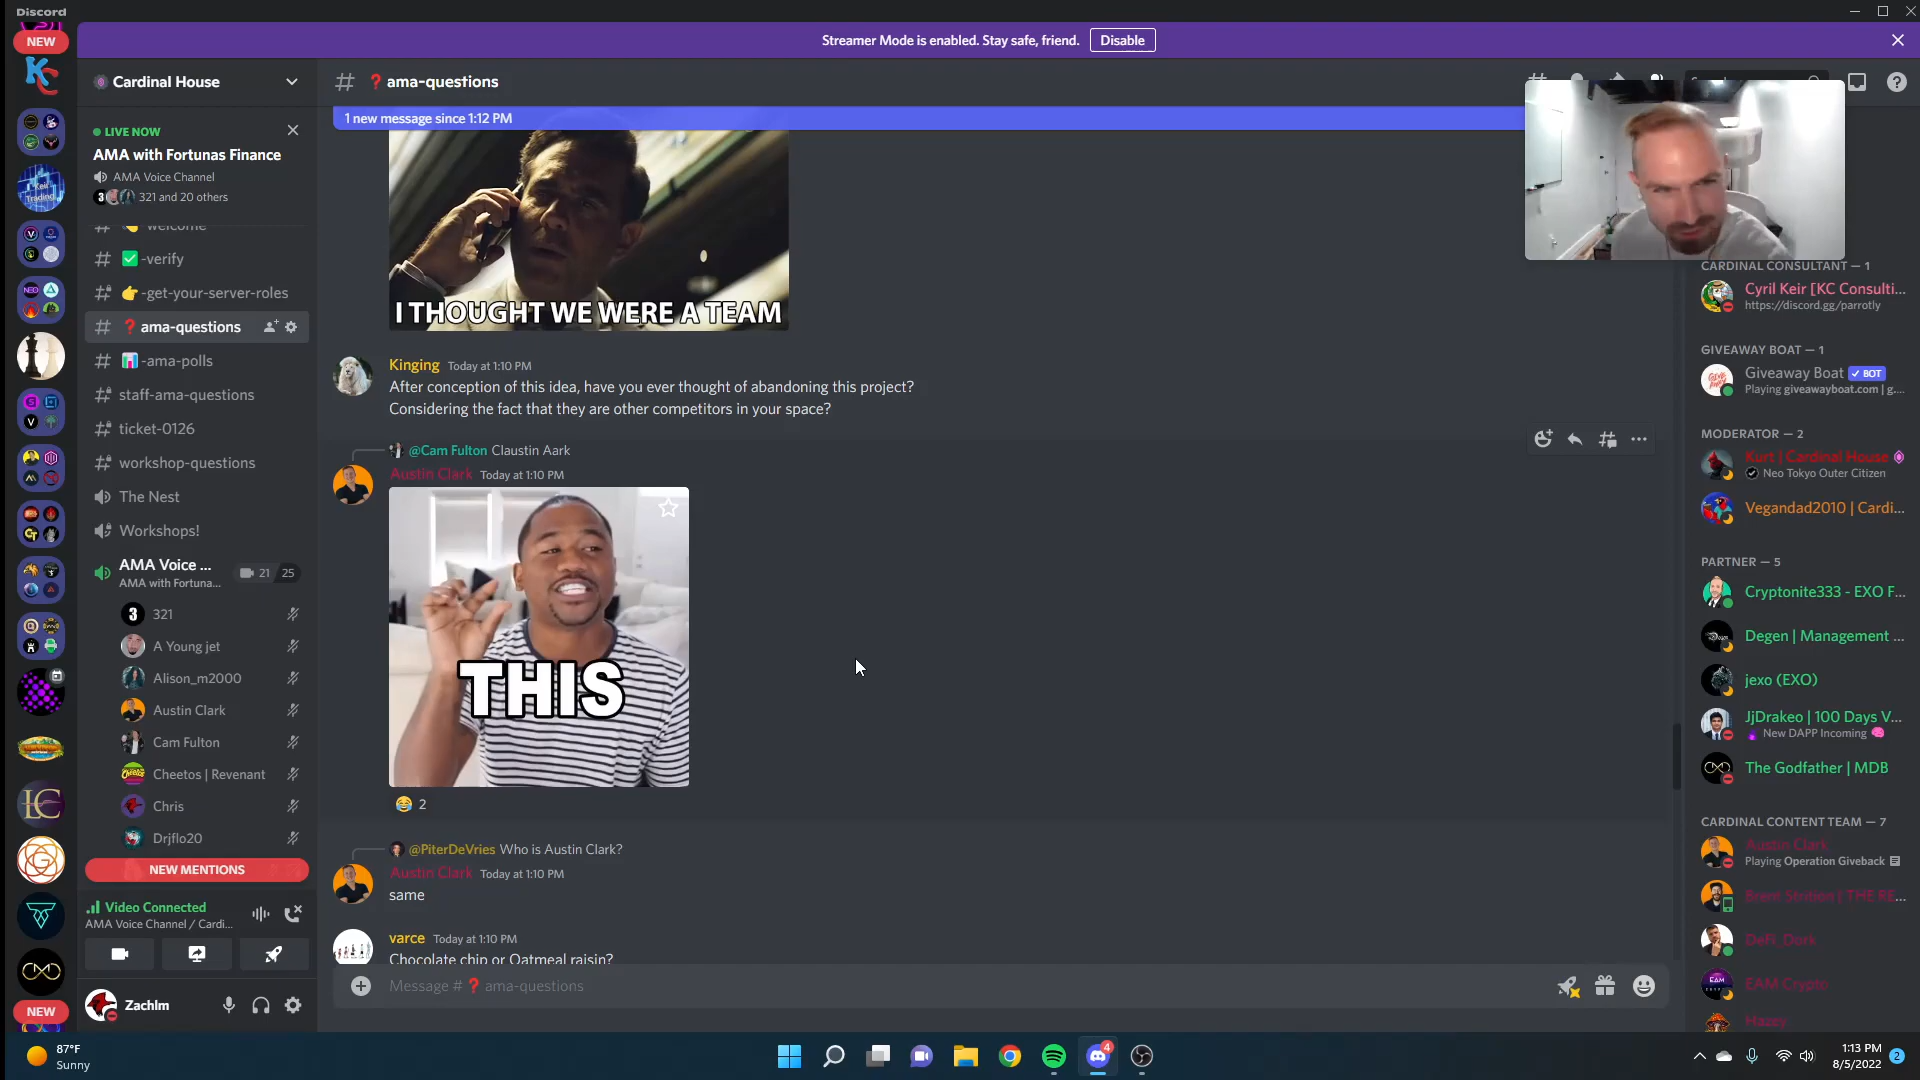 Discord
NEW
Streamer Mode is enabled. Stay safe, friend.
Disable
Cardinal House
LIVE NOW
AMA with Fortunas Finance
AMA Voice Channel
321 and 20 others
welcome
-verify
-get-your-server-roles
ama-questions
-ama-polls
staff-ama-questions
ticket-0126
workshop-questions
The Nest
Workshops!
AMA Voice ...
21 25
AMA with Fortuna...
3 321
A Young jet
Alison_m2000
Austin Clark
Cam Fulton
Cheetos | Revenant
Chris
Drjflo20
NEW MENTIONS
Video Connected
AMA Voice Channel / Cardi...
Zachlm
NEW
ama-questions
1 new message since 1:12 PM
I THOUGHT WE WERE A TEAM
Kinging Today at 1:10 PM
After conception of this idea, have you ever thought of abandoning this project?
Considering the fact that they are other competitors in your space?
@Cam Fulton Claustin Aark
Austin Clark Today at 1:10 PM
THIS
2
@PiterDeVries Who is Austin Clark?
Austin Clark Today at 1:10 PM
same
varce Today at 1:10 PM
Chocolate chip or Oatmeal raisin?
Message # ❓ ama-questions
CARDINAL CONSULTANT — 1
Cyril Keir [KC Consulti...
https://discord.gg/parrotly
GIVEAWAY BOAT — 1
Giveaway Boat ✓ BOT
Playing giveawayboat.com | g...
MODERATOR — 2
Kurt | Cardinal House
Neo Tokyo Outer Citizen
Vegandad2010 | Cardi...
PARTNER — 5
Cryptonite333 - EXO F...
Degen | Management ...
jexo (EXO)
JjDrakeo | 100 Days V...
New DAPP Incoming
The Godfather | MDB
CARDINAL CONTENT TEAM — 7
Austin Clark
Playing Operation Giveback
DeFi_Dork
EAM Crypto
Hazey
87°F
Sunny
4
1:13 PM
8/5/2022
2